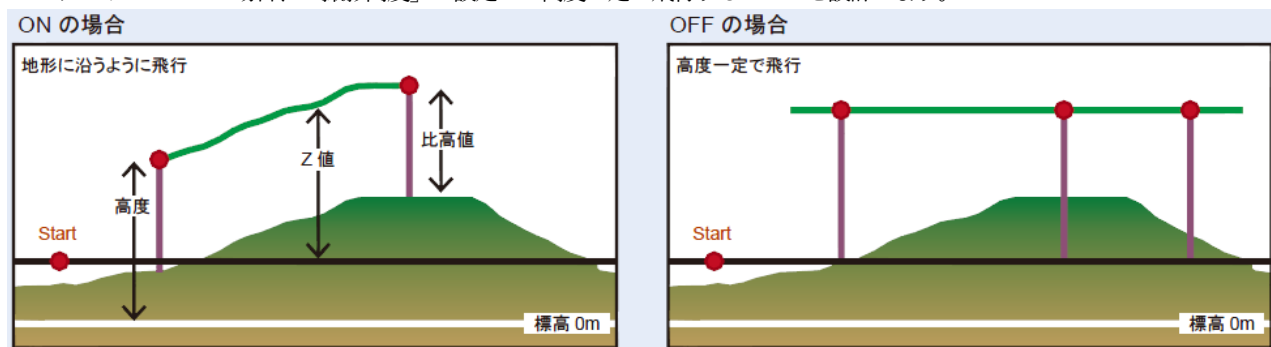 ON の場合
地形に沿うように飛行
高度
Z 値
比高値
Start
標高 0m
OFF の場合
高度一定で飛行
Start
標高 0m